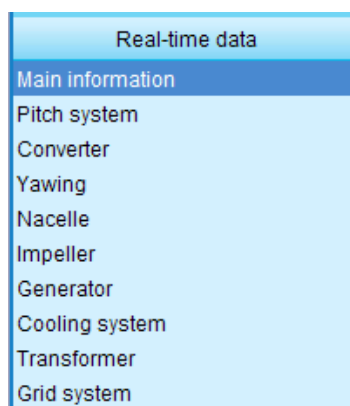 Real-time data
Main information
Pitch system
Converter
Yawing
Nacelle
Impeller
Generator
Cooling system
Transformer
Grid system